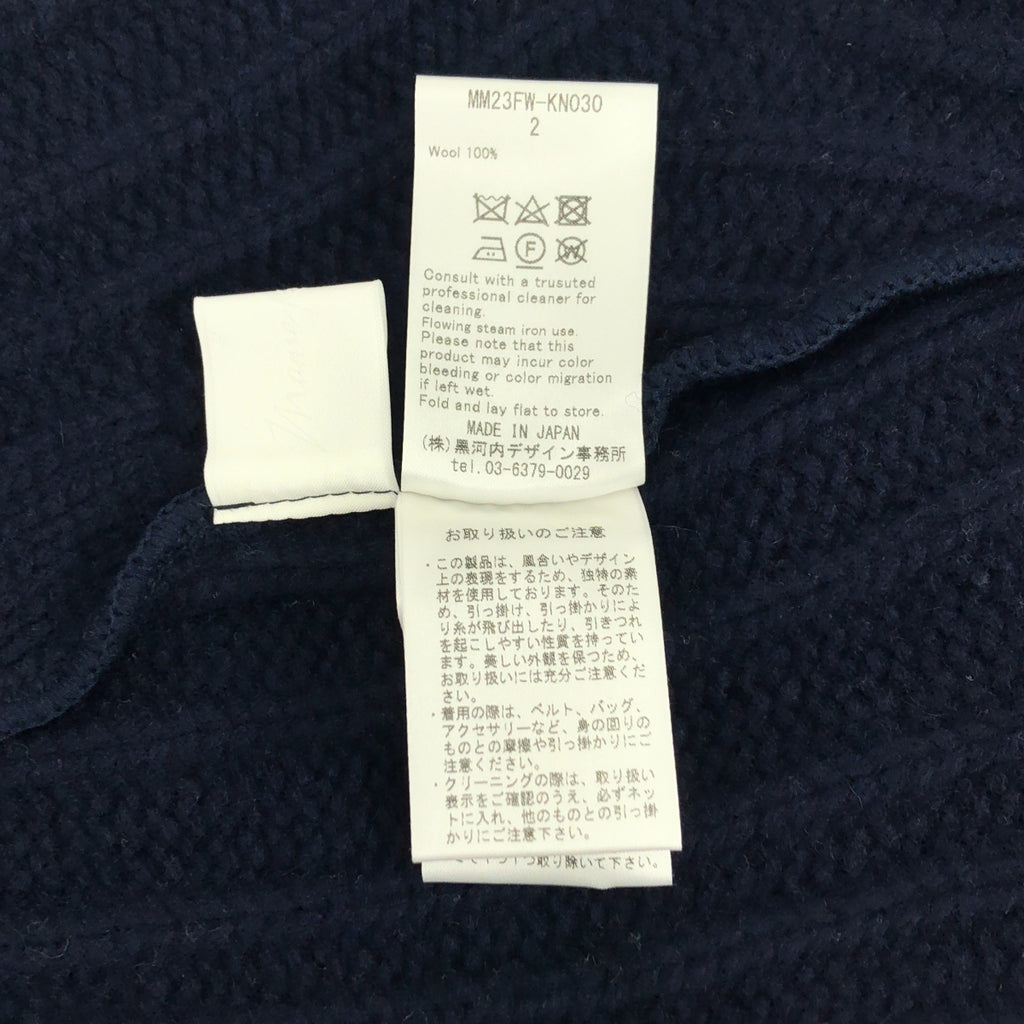 MM23FW-KN030
2
Wool 100%
F
W
Consult with a trusuted
professional cleaner for
cleaning.
Flowing steam iron use.
Please note that this
product may incur color
bleeding or color migration
if left wet.
Fold and lay flat to store.
MADE IN JAPAN
(株)黒河内デザイン事務所
tel.03-6379-0029
お取り扱いのご注意
・この製品は、風合いやデザイン
上の表現をするため、独特の素
材を使用しております。そのた
め、引っ掛け、引っ掛かりによ
り糸が飛び出したり、引きつれ
を起こしやすい性質を持ってい
ます。美しい外観を保つため、
お取り扱いには充分ご注意くだ
さい。
・着用の際は、ベルト、バッグ、
アクセサリーなど、身の回りの
ものとの摩擦や引っ掛かりにご
注意ください。
・クリーニングの際は、取り扱い
表示をご確認のうえ、必ずネッ
トに入れ、他のものとの引っ掛
かりにご注意下さい。
取り除いて下さい。